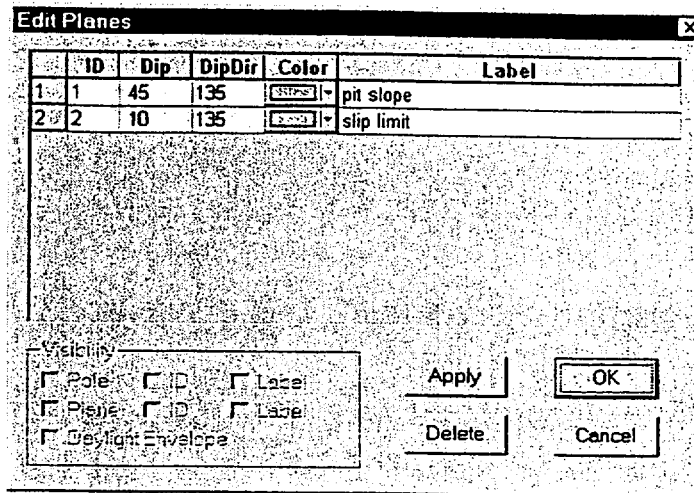 Edit Planes
ID Dip DipDir Color Label
1 1 45 135 pit slope
2 2 10 135 slip limit
Visibility
Pole ID Label
Plane ID Label
Daylight Envelope
Apply OK
Delete Cancel